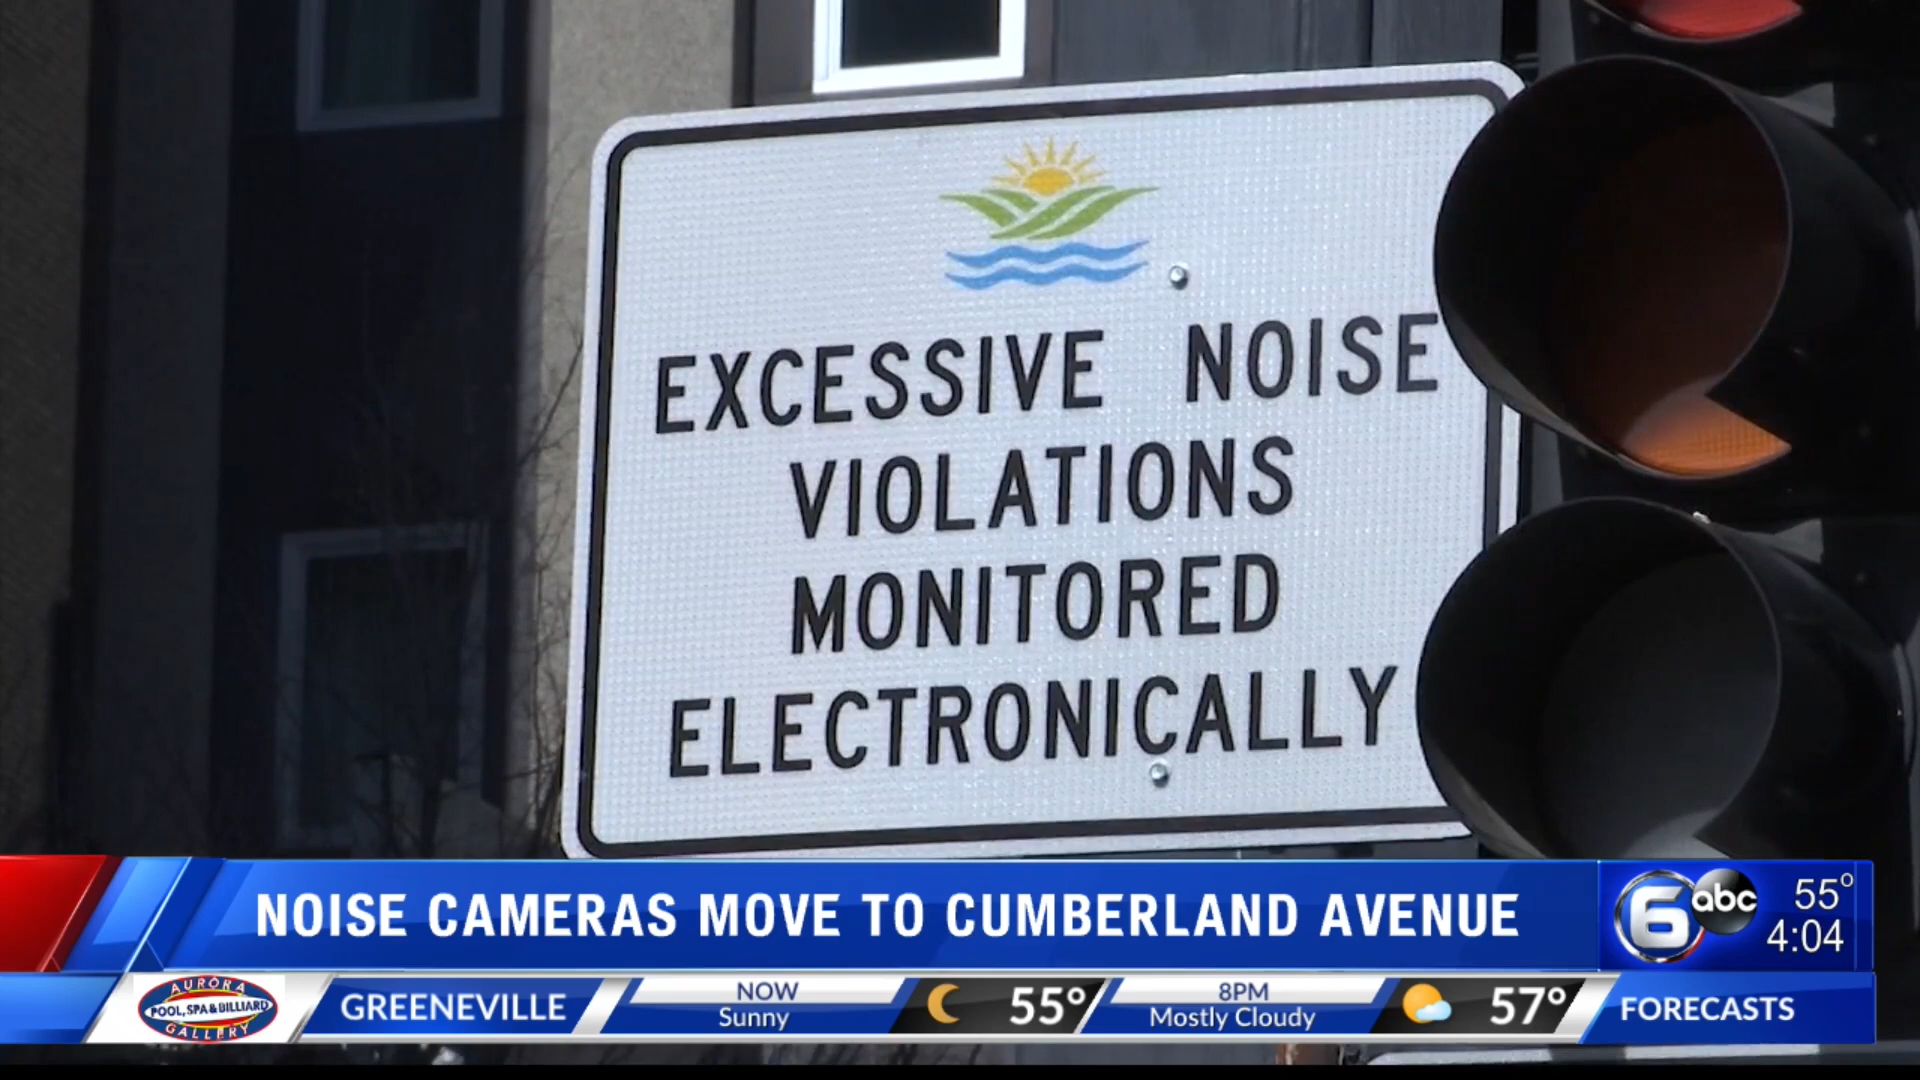 EXCESSIVE NOISE
VIOLATIONS
MONITORED
ELECTRONICALLY
NOISE CAMERAS MOVE TO CUMBERLAND AVENUE
6 abc
55°
4:04
AURORA
POOL, SPA & BILLIARD
GALLERY
GREENEVILLE
NOW
Sunny
55°
8PM
Mostly Cloudy
57°
FORECASTS